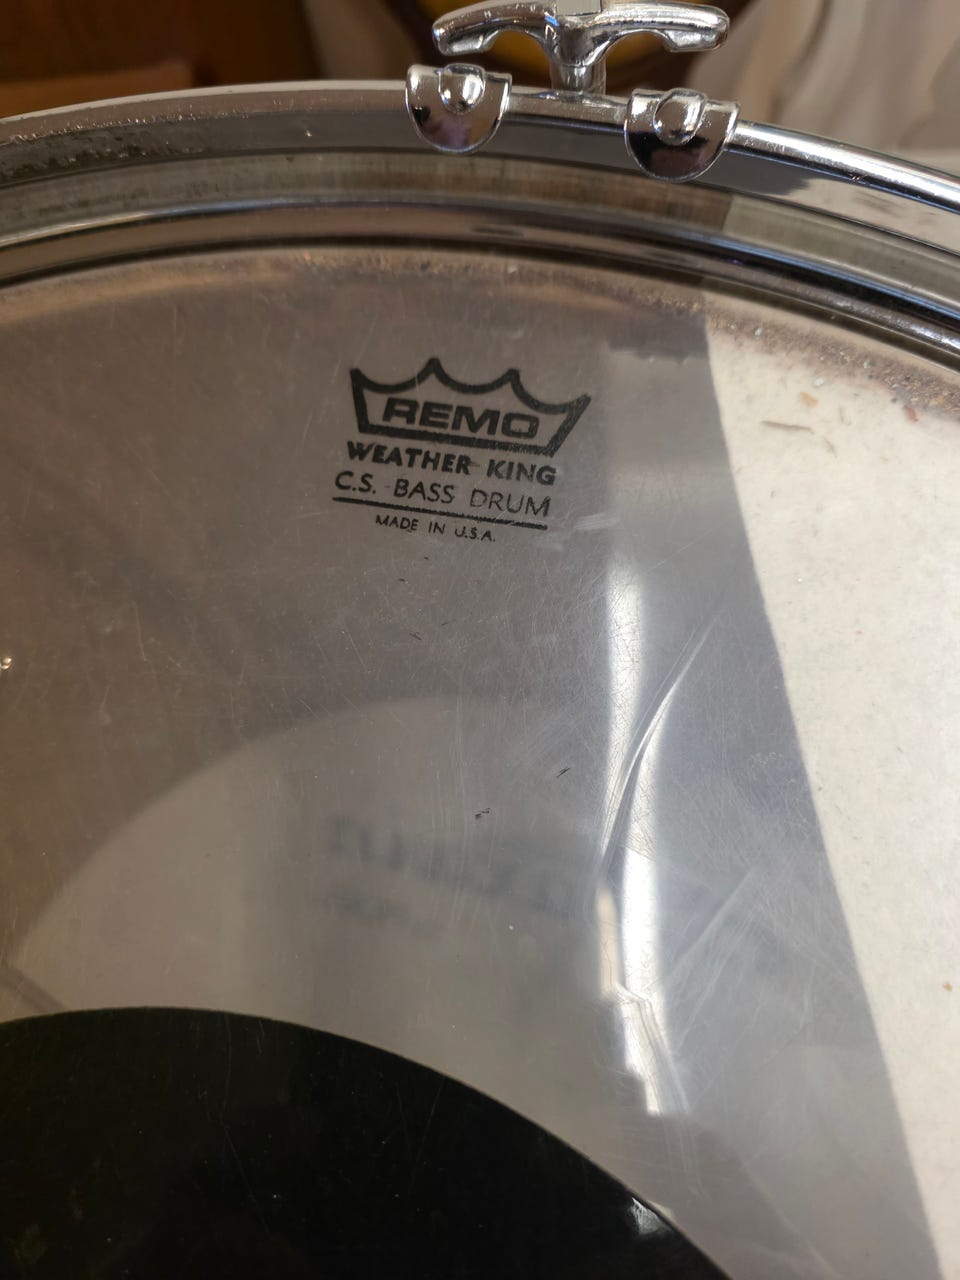 REMO
WEATHER KING
C.S. BASS DRUM
MADE IN U.S.A.